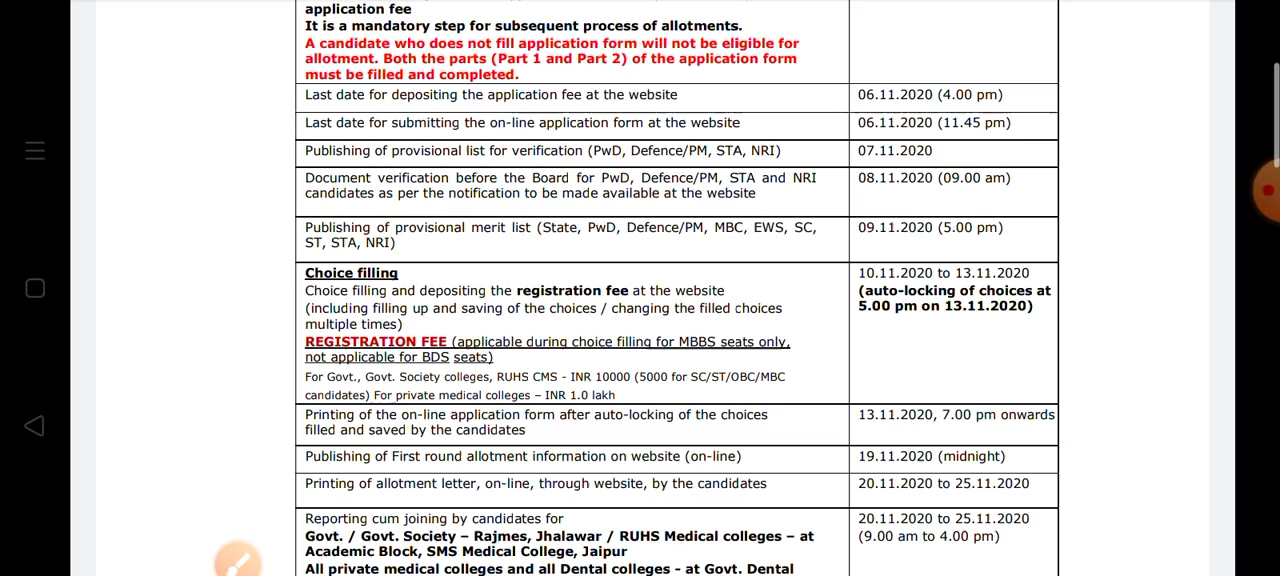 application fee
It is a mandatory step for subsequent process of allotments.
A candidate who does not fill application form will not be eligible for
allotment. Both the parts (Part 1 and Part 2) of the application form
must be filled and completed.
Last date for depositing the application fee at the website
06.11.2020 (4.00 pm)
Last date for submitting the on-line application form at the website
06.11.2020 (11.45 pm)
Publishing of provisional list for verification (PwD, Defence/PM, STA, NRI)
07.11.2020
Document verification before the Board for PwD, Defence/PM, STA and NRI
candidates as per the notification to be made available at the website
08.11.2020 (09.00 am)
Publishing of provisional merit list (State, PwD, Defence/PM, MBC, EWS, SC,
ST, STA, NRI)
09.11.2020 (5.00 pm)
Choice filling
Choice filling and depositing the registration fee at the website
(including filling up and saving of the choices / changing the filled choices
multiple times)
REGISTRATION FEE (applicable during choice filling for MBBS seats only,
not applicable for BDS seats)
For Govt., Govt. Society colleges, RUHS CMS - INR 10000 (5000 for SC/ST/OBC/MBC
candidates) For private medical colleges – INR 1.0 lakh
10.11.2020 to 13.11.2020
(auto-locking of choices at
5.00 pm on 13.11.2020)
Printing of the on-line application form after auto-locking of the choices
filled and saved by the candidates
13.11.2020, 7.00 pm onwards
Publishing of First round allotment information on website (on-line)
19.11.2020 (midnight)
Printing of allotment letter, on-line, through website, by the candidates
20.11.2020 to 25.11.2020
Reporting cum joining by candidates for
Govt. / Govt. Society – Rajmes, Jhalawar / RUHS Medical colleges – at
Academic Block, SMS Medical College, Jaipur
All private medical colleges and all Dental colleges - at Govt. Dental
20.11.2020 to 25.11.2020
(9.00 am to 4.00 pm)